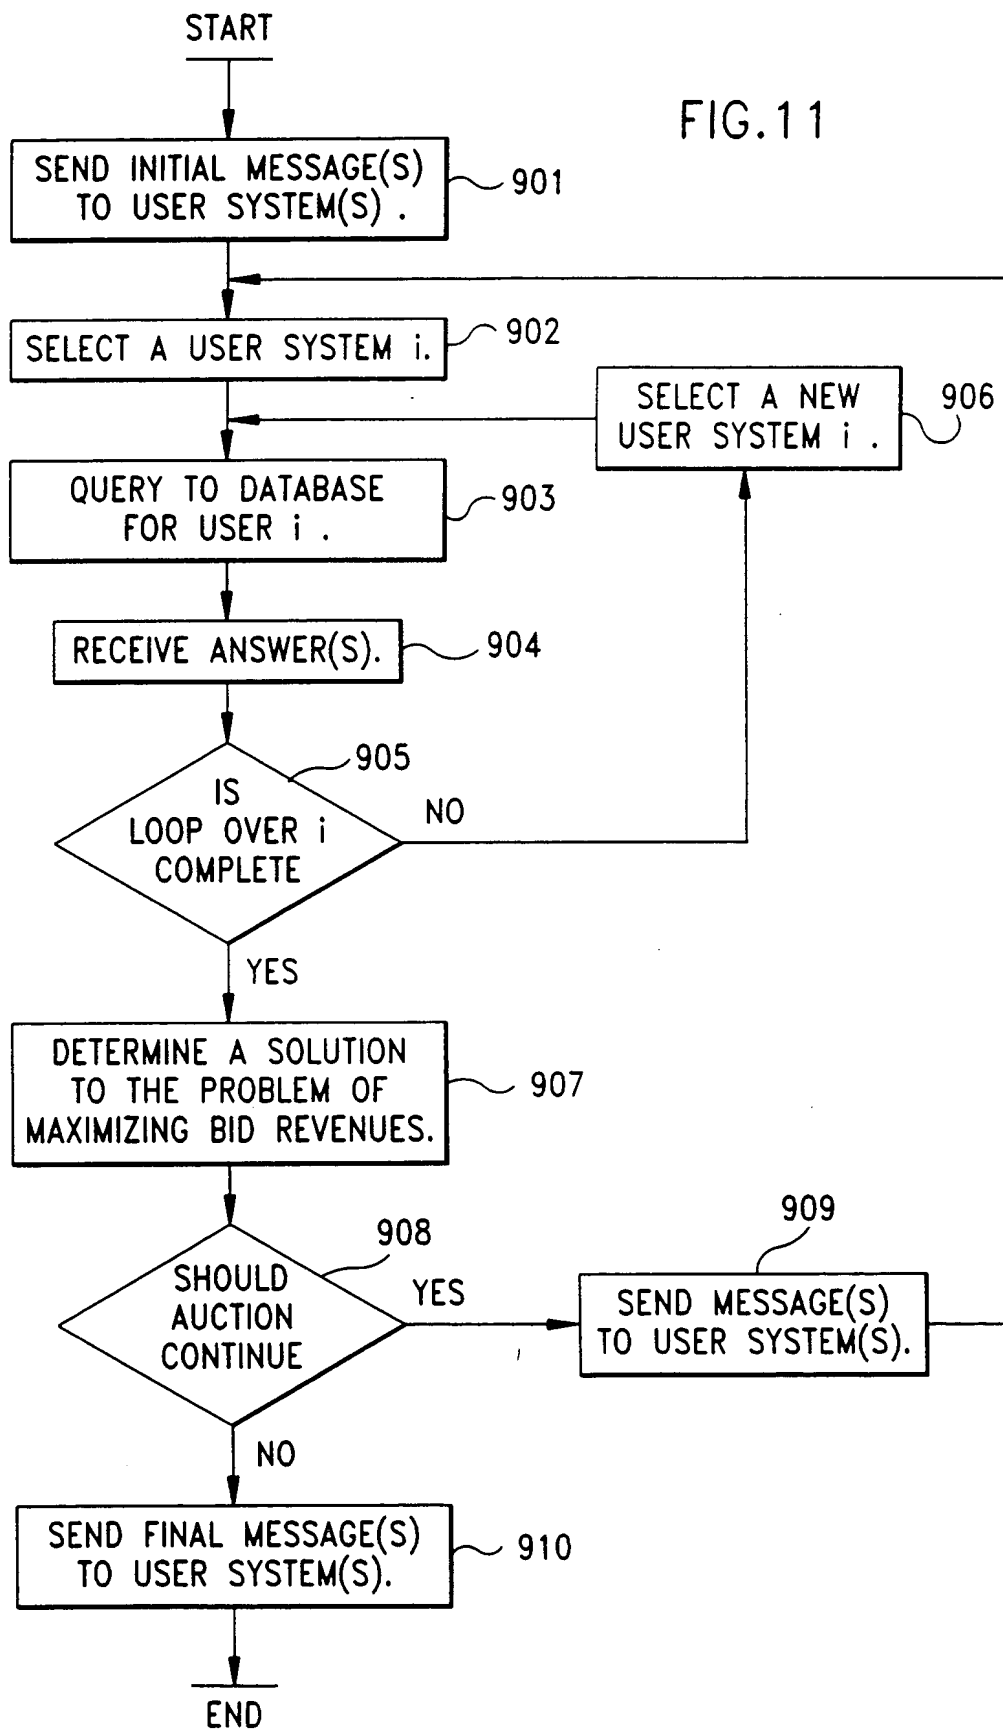 START
FIG.11
SEND INITIAL MESSAGE(S)
TO USER SYSTEM(S) .
901
SELECT A USER SYSTEM i.
902
SELECT A NEW
USER SYSTEM i .
906
QUERY TO DATABASE
FOR USER i .
903
RECEIVE ANSWER(S).
904
905
IS
LOOP OVER i
COMPLETE
NO
YES
DETERMINE A SOLUTION
TO THE PROBLEM OF
MAXIMIZING BID REVENUES.
907
908
SHOULD
AUCTION
CONTINUE
YES
909
SEND MESSAGE(S)
TO USER SYSTEM(S).
NO
SEND FINAL MESSAGE(S)
TO USER SYSTEM(S).
910
END